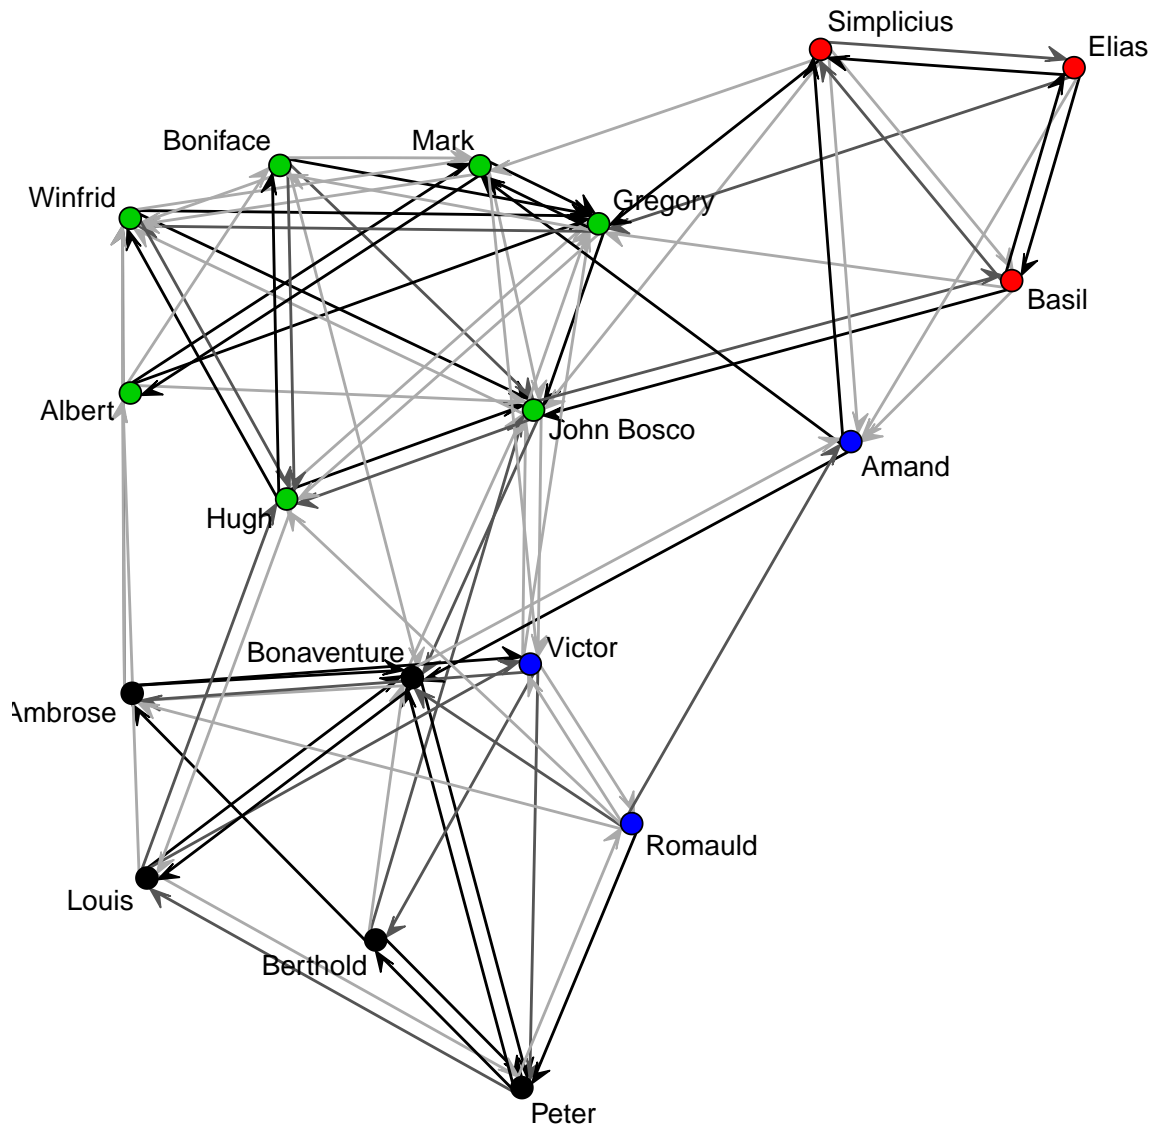 Simplicius
Elias
Boniface
Mark
Winfrid
Gregory
Basil
Albert
John Bosco
Amand
Hugh
Bonaventure
Victor
Ambrose
Romauld
Louis
Berthold
Peter